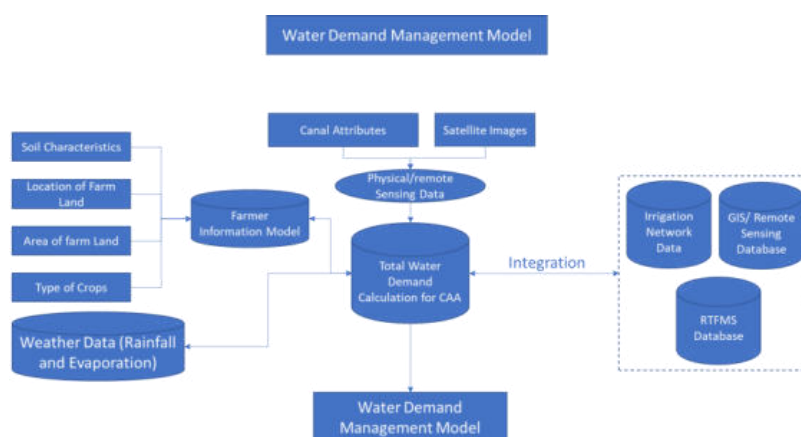 Water Demand Management Model
Canal Attributes
Satellite Images
Soil Characteristics
Location of Farm
Land
Area of farm Land
Type of Crops
Physical/remote
Sensing Data
Farmer
Information Model
Total Water
Demand
Calculation for CAA
Integration
Irrigation
Network
Data
GIS/ Remote
Sensing
Database
RTFMS
Database
Weather Data (Rainfall
and Evaporation)
Water Demand
Management Model